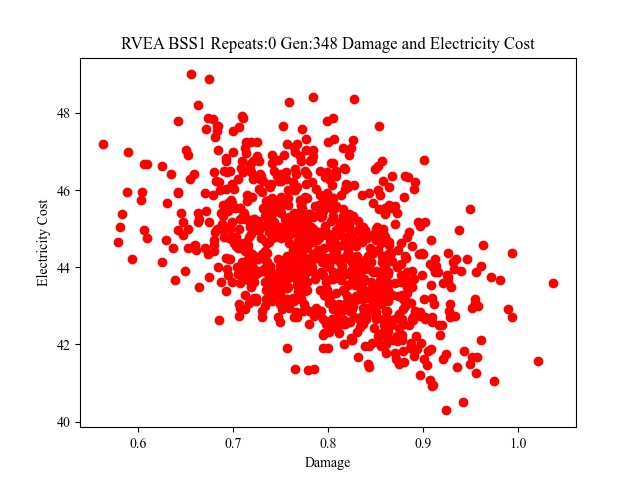 RVEA BSS1 Repeats:0 Gen:348 Damage and Electricity Cost
48
46
44
42
40
Electricity Cost
0.6 0.7 0.8 0.9 1.0
Damage